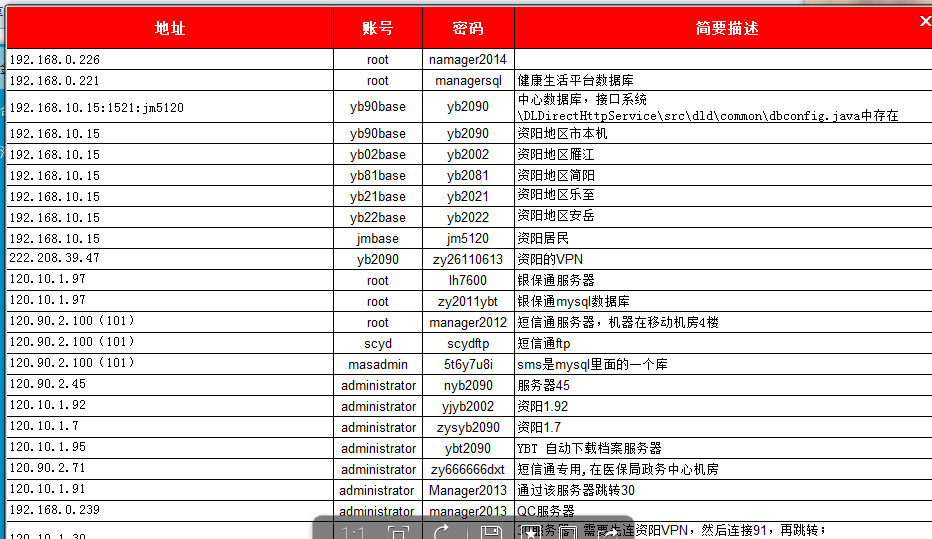 地址 账号 密码 简要描述
192.168.0.226 root namager2014
192.168.0.221 root managersql 健康生活平台数据库
192.168.10.15:1521:jm5120 yb90base yb2090 中心数据库，接口系统
\DLDirectHttpService\src\dld\common\dbconfig.java中存在
192.168.10.15 yb90base yb2090 资阳地区市本机
192.168.10.15 yb02base yb2002 资阳地区雁江
192.168.10.15 yb81base yb2081 资阳地区简阳
192.168.10.15 yb21base yb2021 资阳地区乐至
192.168.10.15 yb22base yb2022 资阳地区安岳
192.168.10.15 jmbase jm5120 资阳居民
222.208.39.47 yb2090 zy26110613 资阳的VPN
120.10.1.97 root lh7600 银保通服务器
120.10.1.97 root zy2011ybt 银保通mysql数据库
120.90.2.100（101） root manager2012 短信通服务器，机器在移动机房4楼
120.90.2.100（101） scyd scydftp 短信通ftp
120.90.2.100（101） masadmin 5t6y7u8i sms是mysql里面的一个库
120.90.2.45 administrator nyb2090 服务器45
120.10.1.92 administrator yjyb2002 资阳1.92
120.10.1.7 administrator zysyb2090 资阳1.7
120.10.1.95 administrator ybt2090 YBT 自动下载档案服务器
120.90.2.71 administrator zy666666dxt 短信通专用,在医保局政务中心机房
120.10.1.91 administrator Manager2013 通过该服务器跳转30
192.168.0.239 administrator manager2013 QC服务器
120.10.1.30 服务器，需要先连资阳VPN，然后连接91，再跳转；
1:1